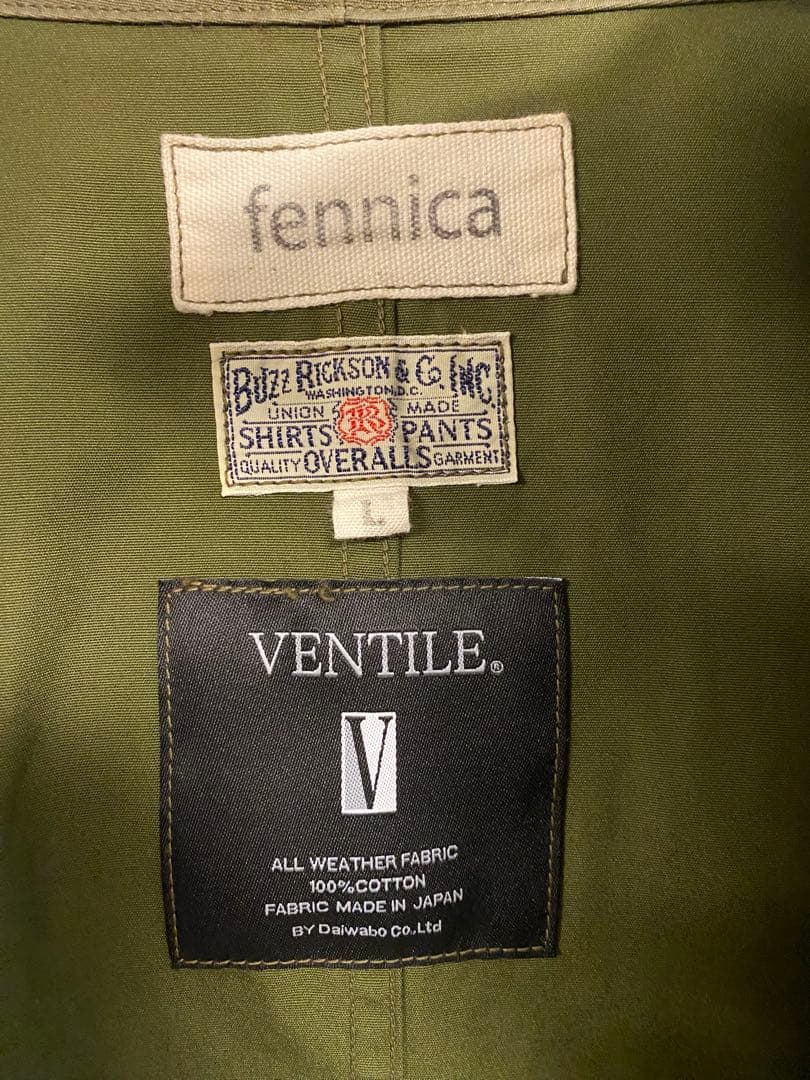 fennica
BUZZ RICKSON & Co. INC
WASHINGTON, D.C.
UNION R MADE
SHIRTS PANTS
QUALITY OVERALLS GARMENT
L
VENTILE®
V
ALL WEATHER FABRIC
100%COTTON
FABRIC MADE IN JAPAN
BY Daiwabo Co.,Ltd